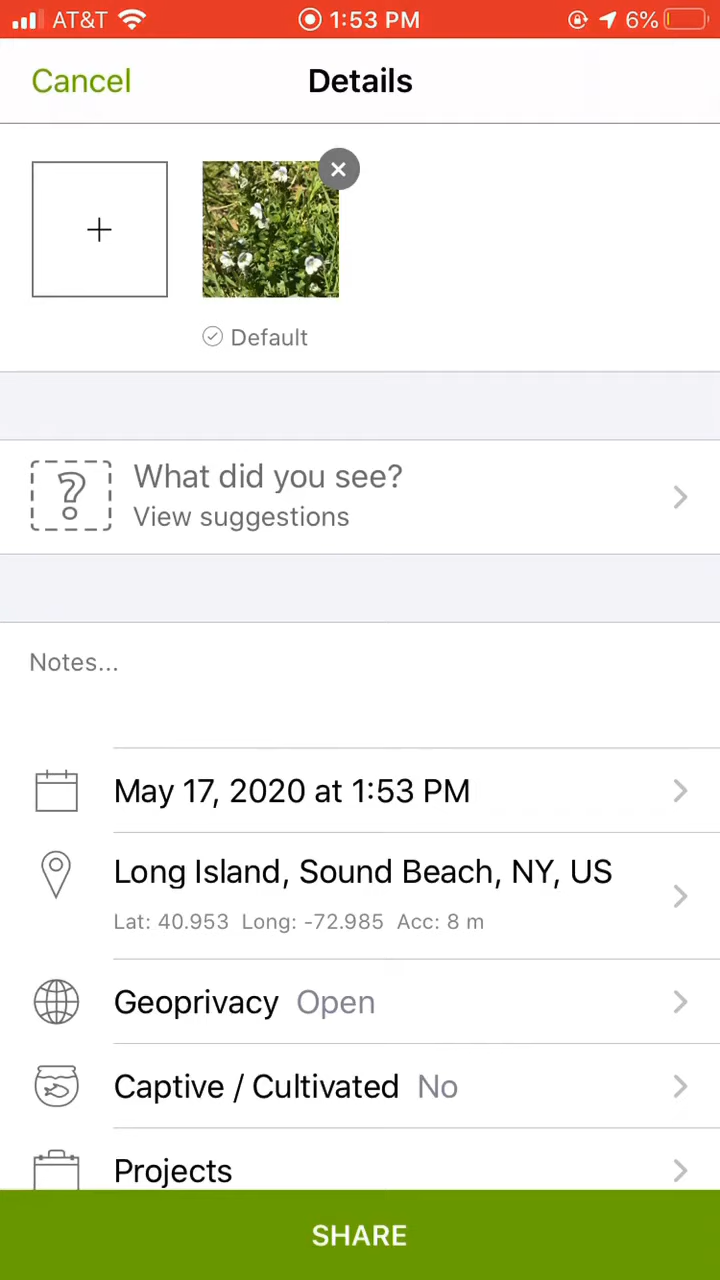 AT&T 1:53 PM 6%
Cancel Details
+
Default
? What did you see?
View suggestions
Notes...
May 17, 2020 at 1:53 PM
Long Island, Sound Beach, NY, US
Lat: 40.953 Long: -72.985 Acc: 8 m
Geoprivacy Open
Captive / Cultivated No
Projects
SHARE